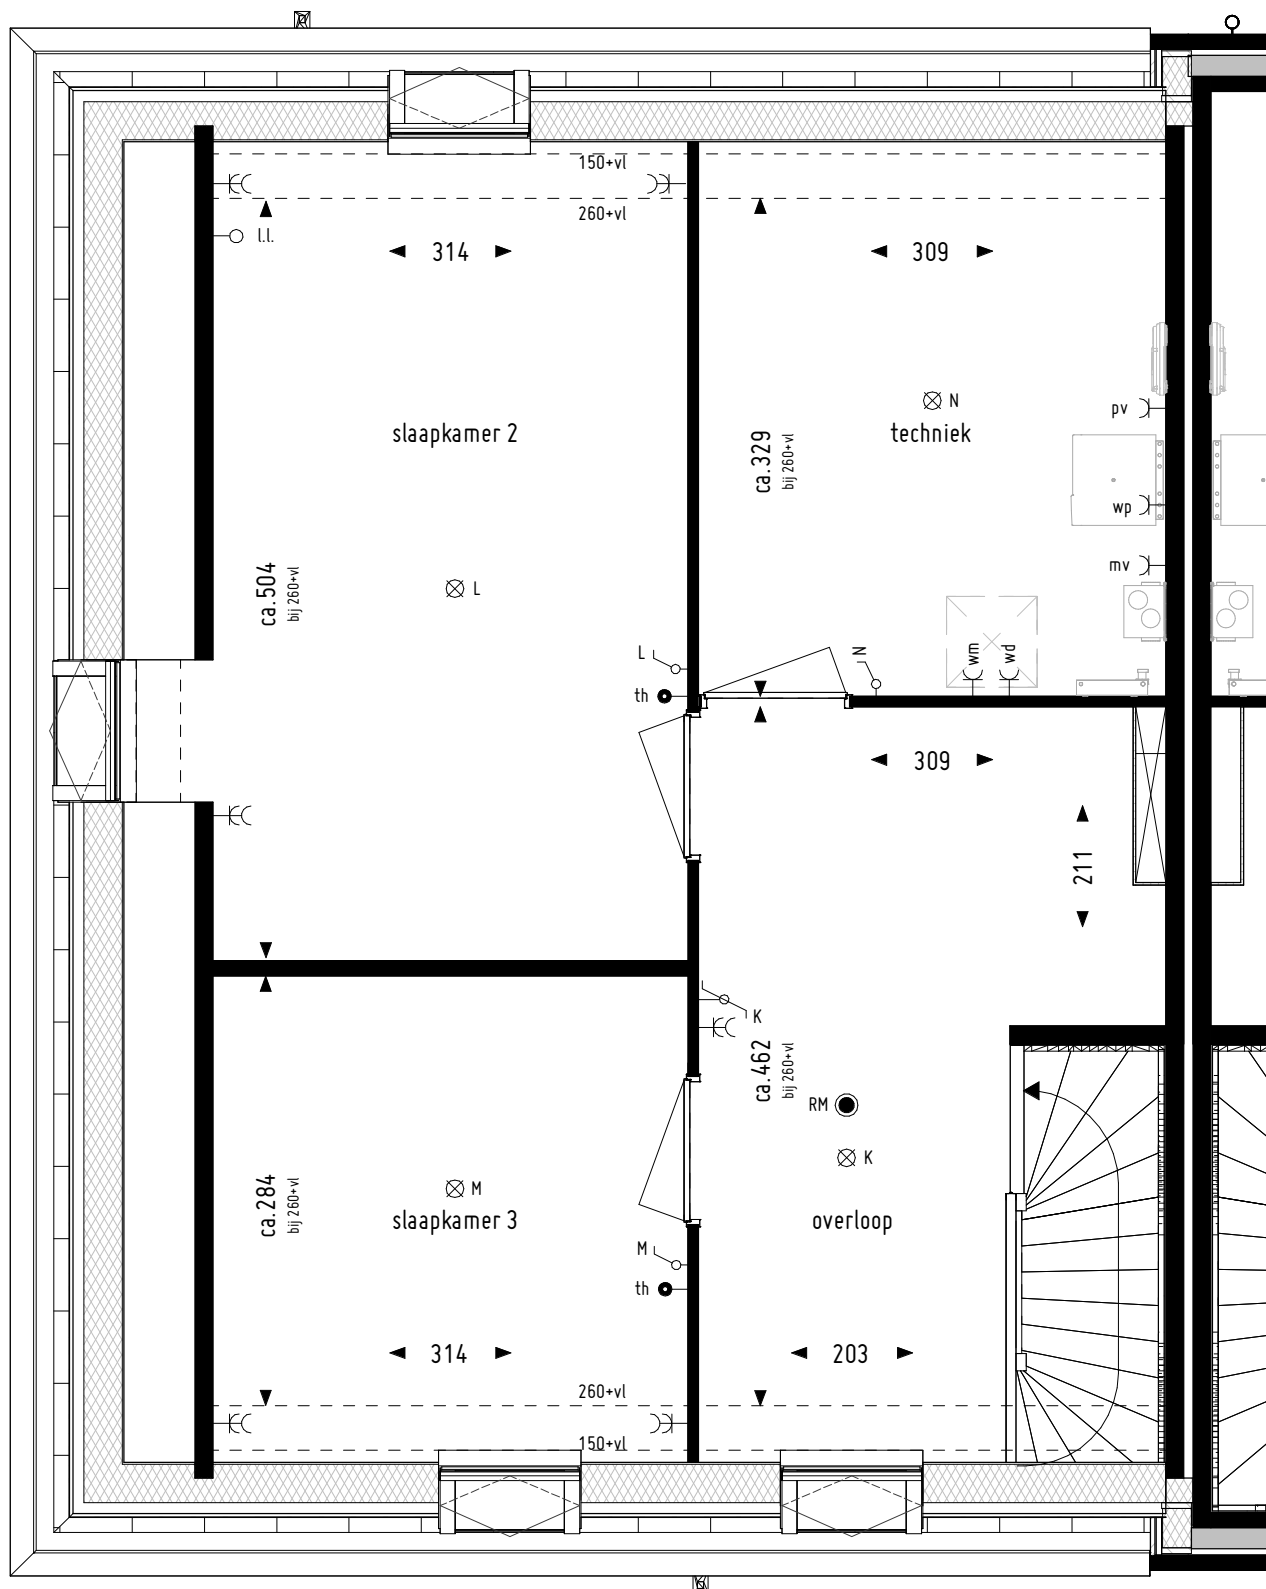 150+vl
260+vl
l.l.
314
309
N
pv
slaapkamer 2
techniek
ca.329
bij 260+vl
wp
mv
ca.504
bij 260+vl
L
L
N
wm
wd
th
309
211
K
ca.462
bij 260+vl
RM
K
ca.284
bij 260+vl
M
slaapkamer 3
overloop
M
th
314
203
260+vl
150+vl